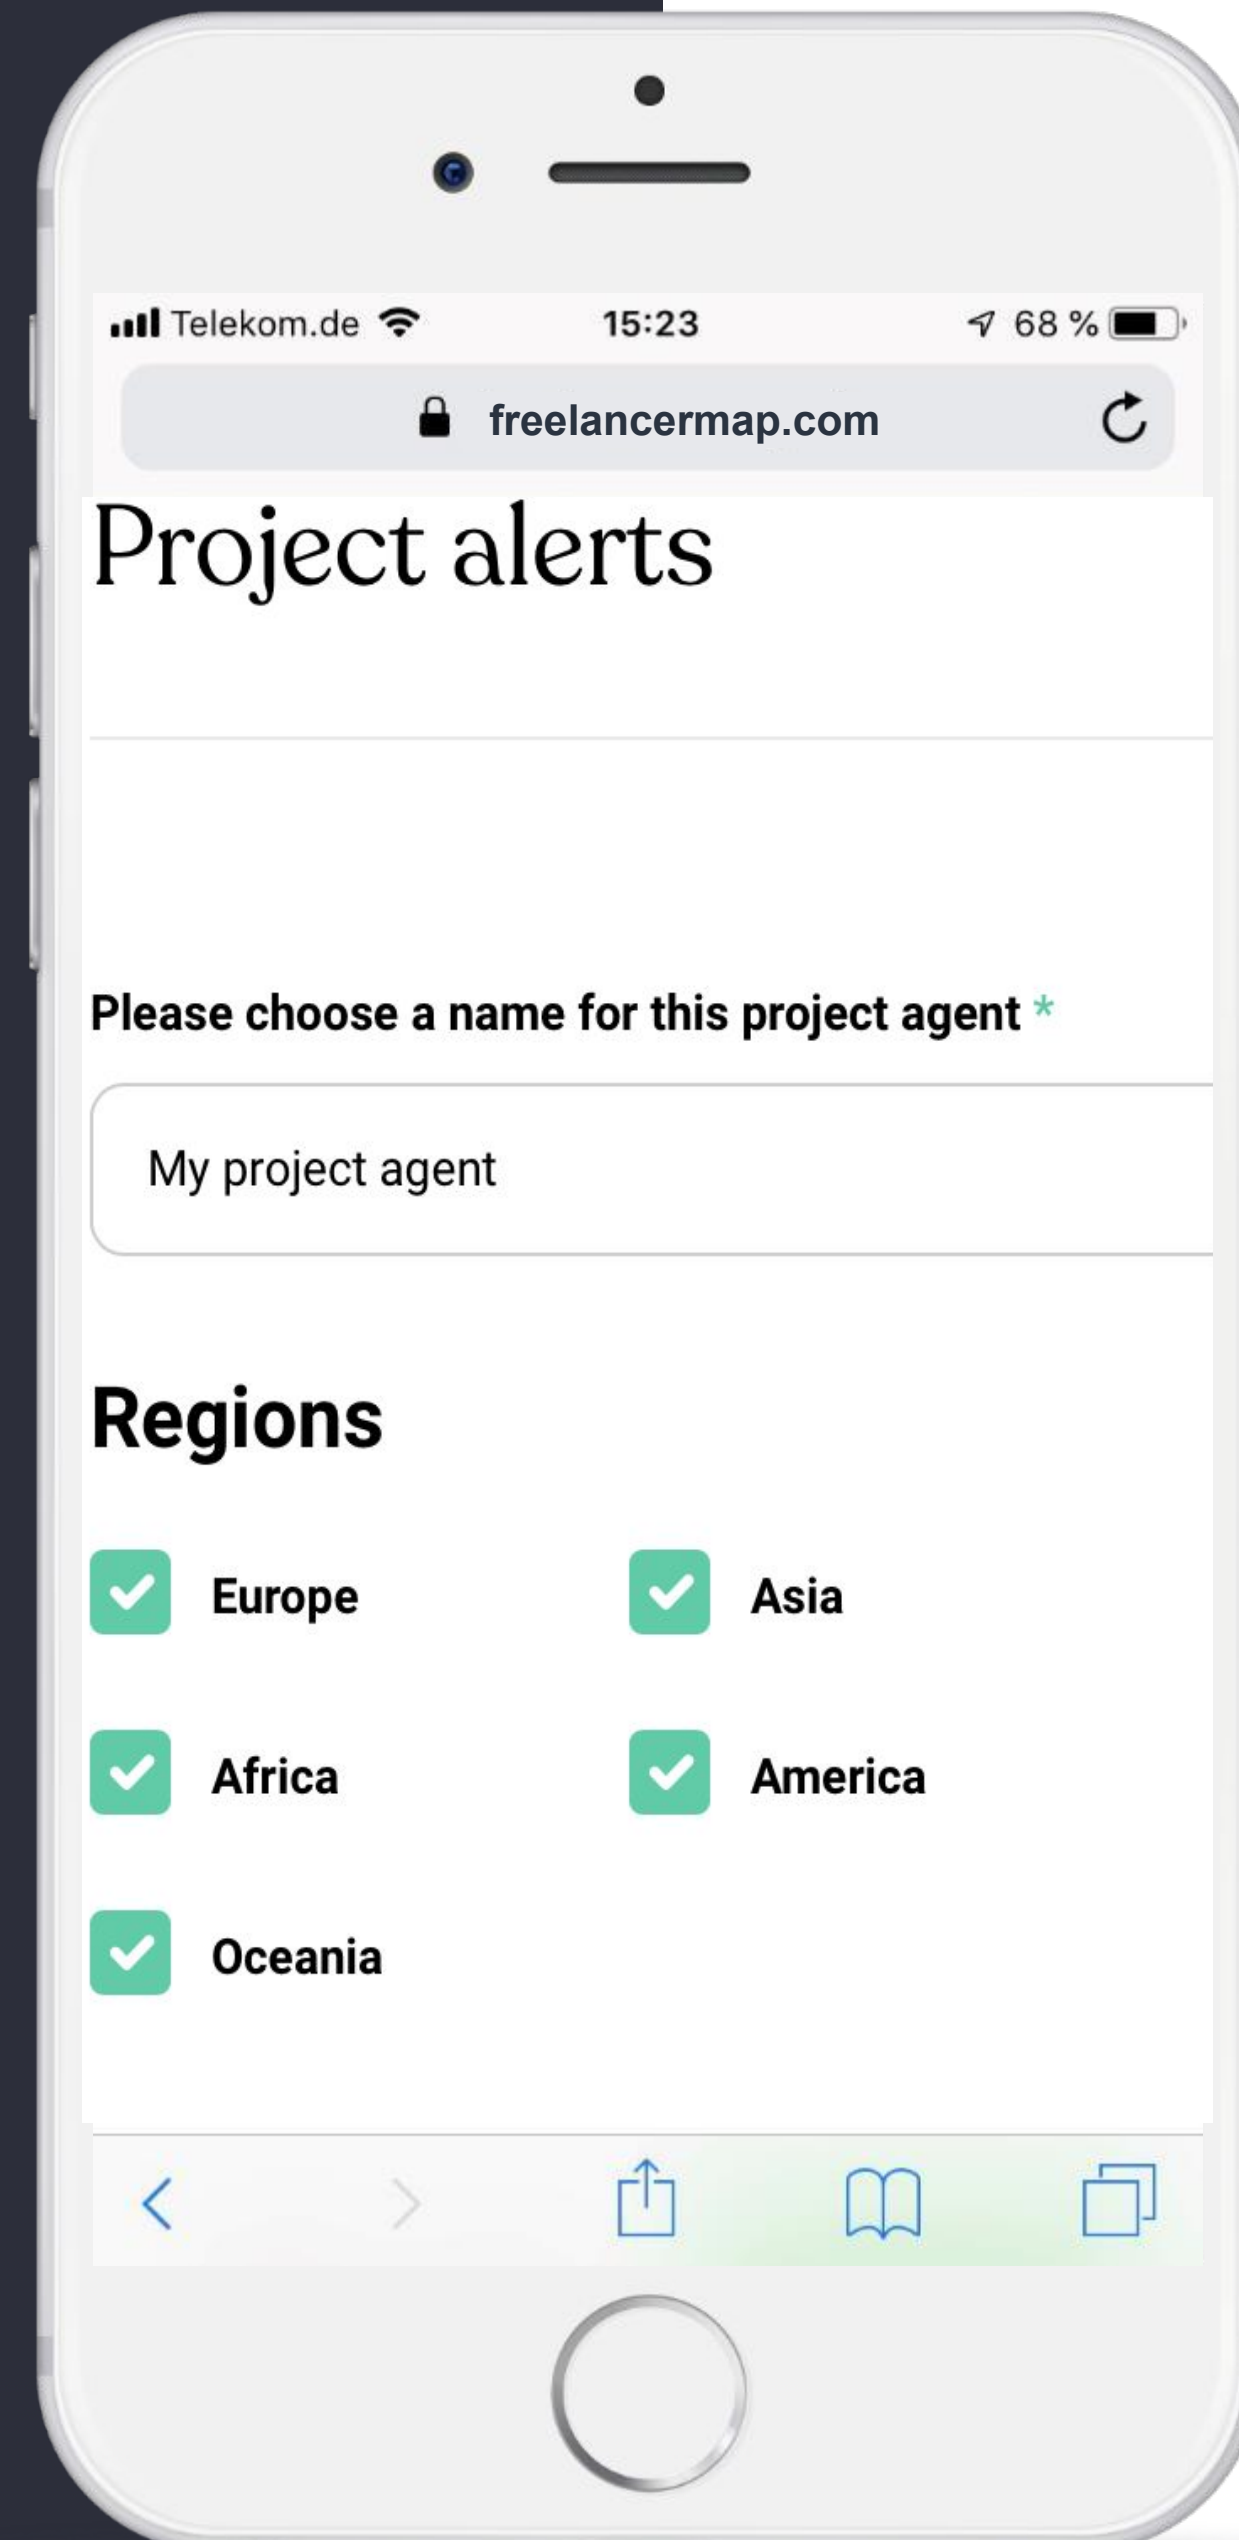 Telekom.de 15:23 68 %
freelancermap.com
Project alerts
Please choose a name for this project agent *
My project agent
Regions
Europe Asia
Africa America
Oceania